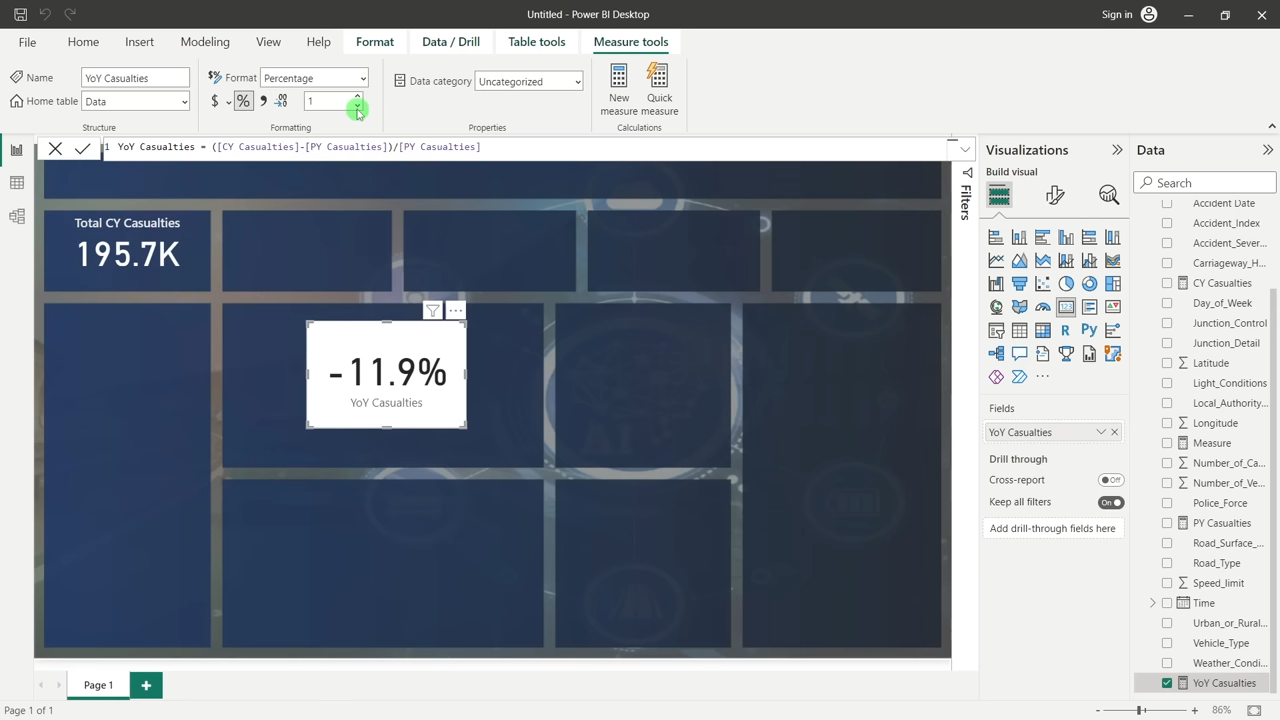 Untitled - Power BI Desktop
Sign in
File Home Insert Modeling View Help Format Data / Drill Table tools Measure tools
Name YoY Casualties
Home table Data
Structure
Format Percentage
$ % 1
Formatting
Data category Uncategorized
Properties
New measure
Quick measure
Calculations
1 YoY Casualties = ([CY Casualties]-[PY Casualties])/[PY Casualties]
Total CY Casualties
195.7K
-11.9%
YoY Casualties
Filters
Visualizations
Build visual
R Py
Fields
YoY Casualties
Drill through
Cross-report Off
Keep all filters On
Add drill-through fields here
Data
Search
Accident Date
Accident_Index
Accident_Sever...
Carriageway_H...
CY Casualties
Day_of_Week
Junction_Control
Junction_Detail
Latitude
Light_Conditions
Local_Authority...
Longitude
Measure
Number_of_Ca...
Number_of_Ve...
Police_Force
PY Casualties
Road_Surface_...
Road_Type
Speed_limit
Time
Urban_or_Rural...
Vehicle_Type
Weather_Condi...
YoY Casualties
Page 1
Page 1 of 1
86%